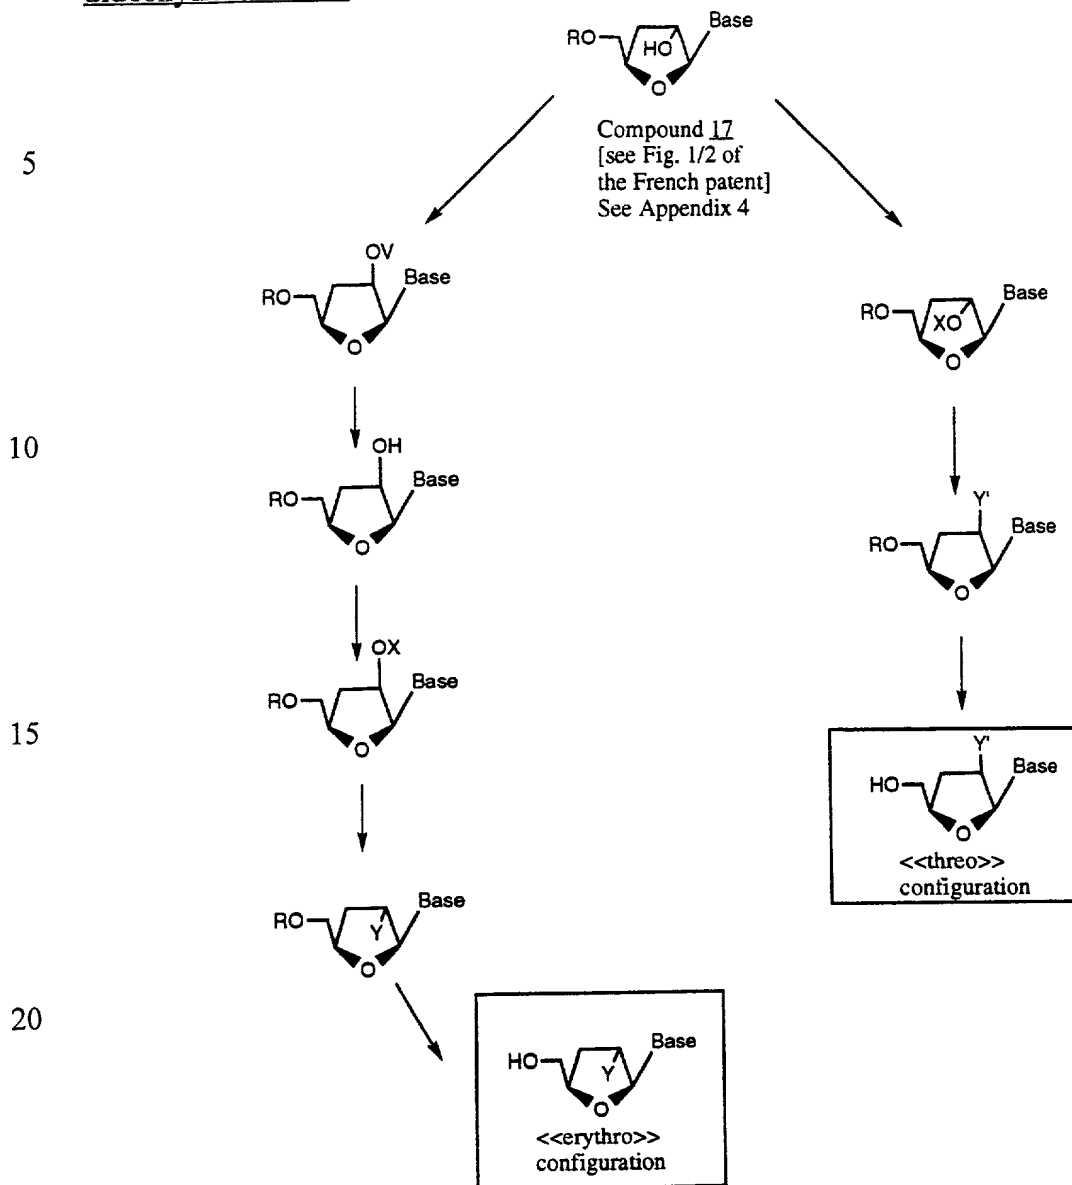 RO
HO
Base
O
Compound 17
[see Fig. 1/2 of
the French patent]
See Appendix 4
5
OV
RO
Base
O
RO
XO
Base
O
10
OH
RO
Base
O
Y'
RO
Base
O
15
OX
RO
Base
O
Y'
HO
Base
O
<<threo>>
configuration
RO
Y
Base
O
20
HO
Y
Base
O
<<erythro>>
configuration